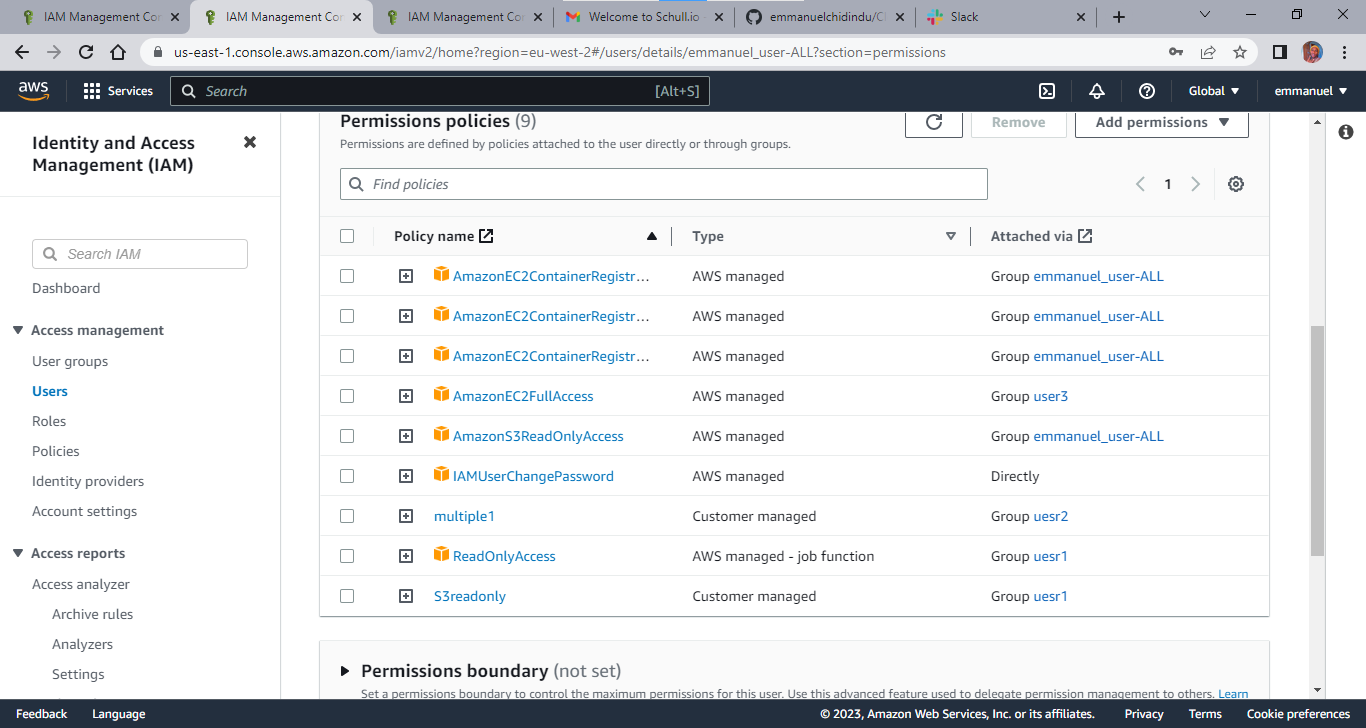 IAM Management Con
IAM Management Con
IAM Management Con
Welcome to Schull.io -
emmanuelchidindu/Cl
Slack
us-east-1.console.aws.amazon.com/iamv2/home?region=eu-west-2#/users/details/emmanuel_user-ALL?section=permissions
aws
Services
Search
[Alt+S]
Global
emmanuel
Identity and Access
Management (IAM)
Search IAM
Dashboard
Access management
User groups
Users
Roles
Policies
Identity providers
Account settings
Access reports
Access analyzer
Archive rules
Analyzers
Settings
Permissions policies (9)
Permissions are defined by policies attached to the user directly or through groups.
Remove
Add permissions
Find policies
1
Policy name Type Attached via
AmazonEC2ContainerRegistr... AWS managed Group emmanuel_user-ALL
AmazonEC2ContainerRegistr... AWS managed Group emmanuel_user-ALL
AmazonEC2ContainerRegistr... AWS managed Group emmanuel_user-ALL
AmazonEC2FullAccess AWS managed Group user3
AmazonS3ReadOnlyAccess AWS managed Group emmanuel_user-ALL
IAMUserChangePassword AWS managed Directly
multiple1 Customer managed Group uesr2
ReadOnlyAccess AWS managed - job function Group uesr1
S3readonly Customer managed Group uesr1
Permissions boundary (not set)
Set a permissions boundary to control the maximum permissions for this user. Use this advanced feature used to delegate permission management to others. Learn
Feedback
Language
© 2023, Amazon Web Services, Inc. or its affiliates.
Privacy
Terms
Cookie preferences